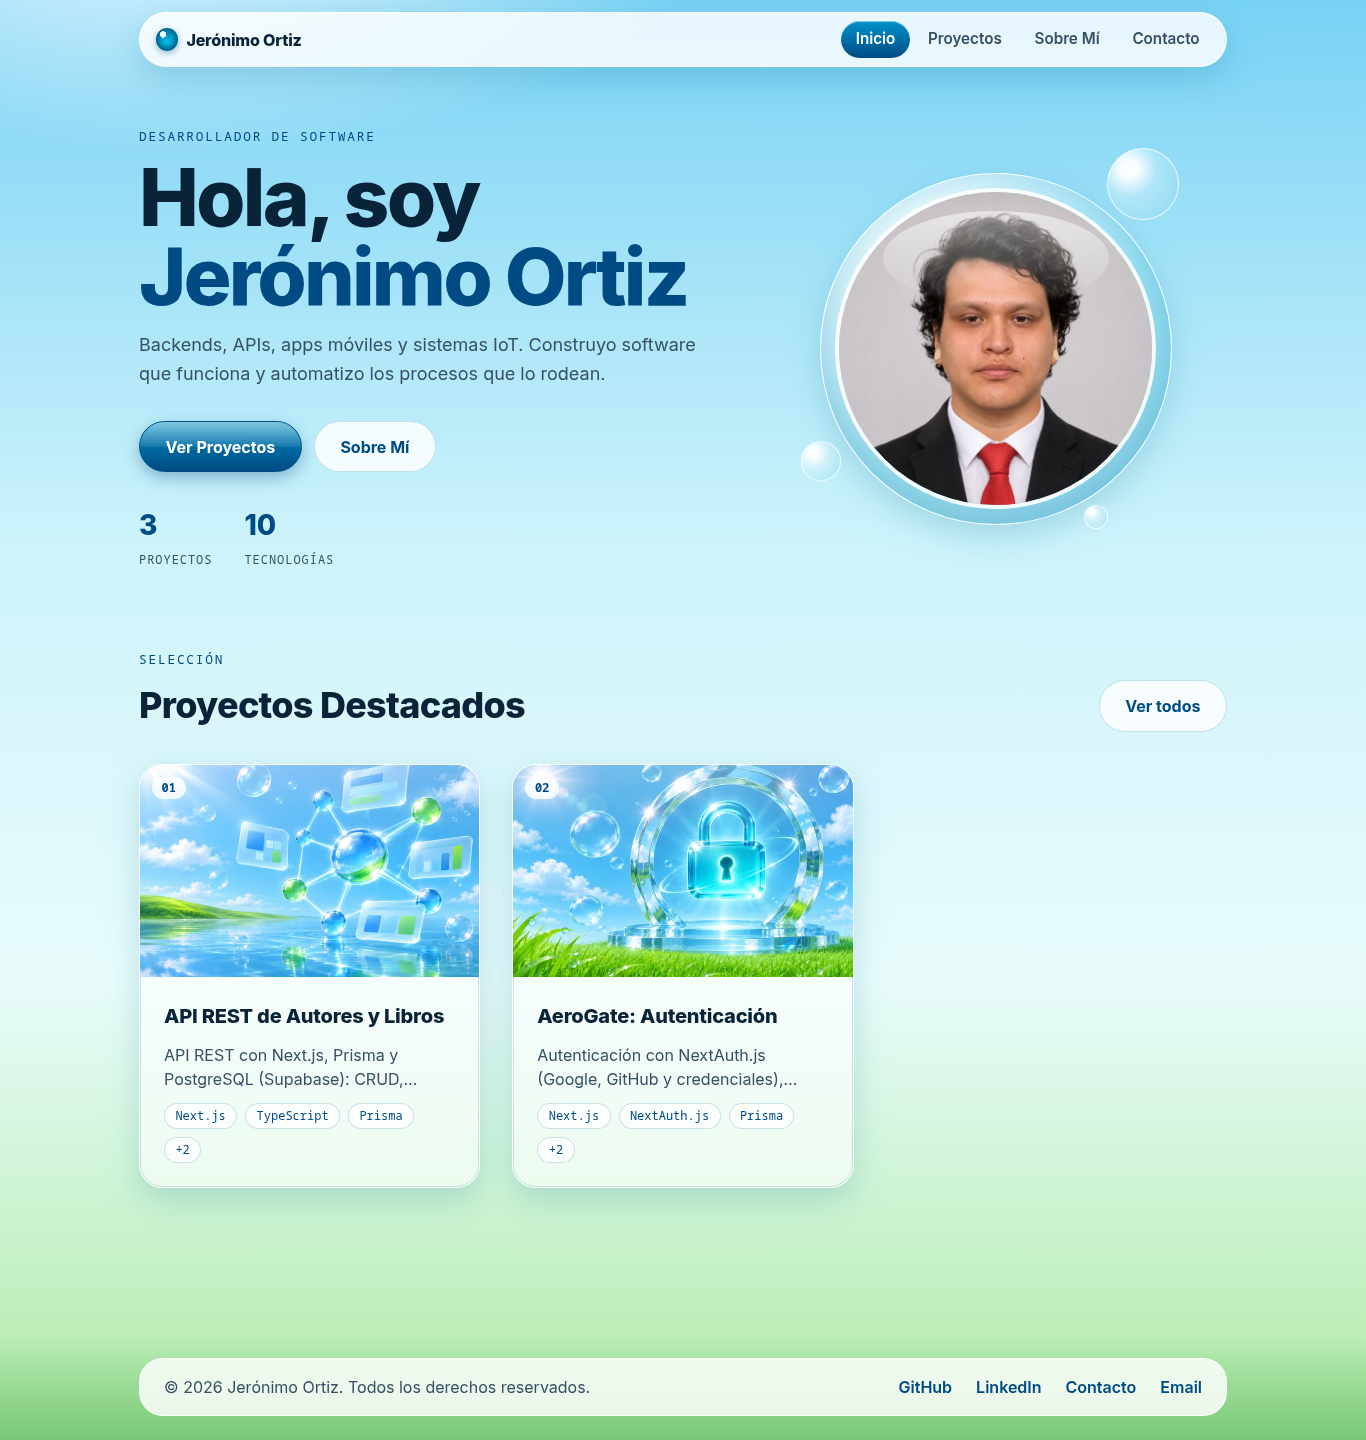 Jerónimo Ortiz
Inicio
Proyectos
Sobre Mí
Contacto
DESARROLLADOR DE SOFTWARE
Hola, soy
Jerónimo Ortiz
Backends, APIs, apps móviles y sistemas IoT. Construyo software
que funciona y automatizo los procesos que lo rodean.
Ver Proyectos
Sobre Mí
3
PROYECTOS
10
TECNOLOGÍAS
SELECCIÓN
Proyectos Destacados
Ver todos
01
API REST de Autores y Libros
API REST con Next.js, Prisma y
PostgreSQL (Supabase): CRUD,...
Next.js
TypeScript
Prisma
+2
02
AeroGate: Autenticación
Autenticación con NextAuth.js
(Google, GitHub y credenciales),...
Next.js
NextAuth.js
Prisma
+2
© 2026 Jerónimo Ortiz. Todos los derechos reservados.
GitHub
LinkedIn
Contacto
Email